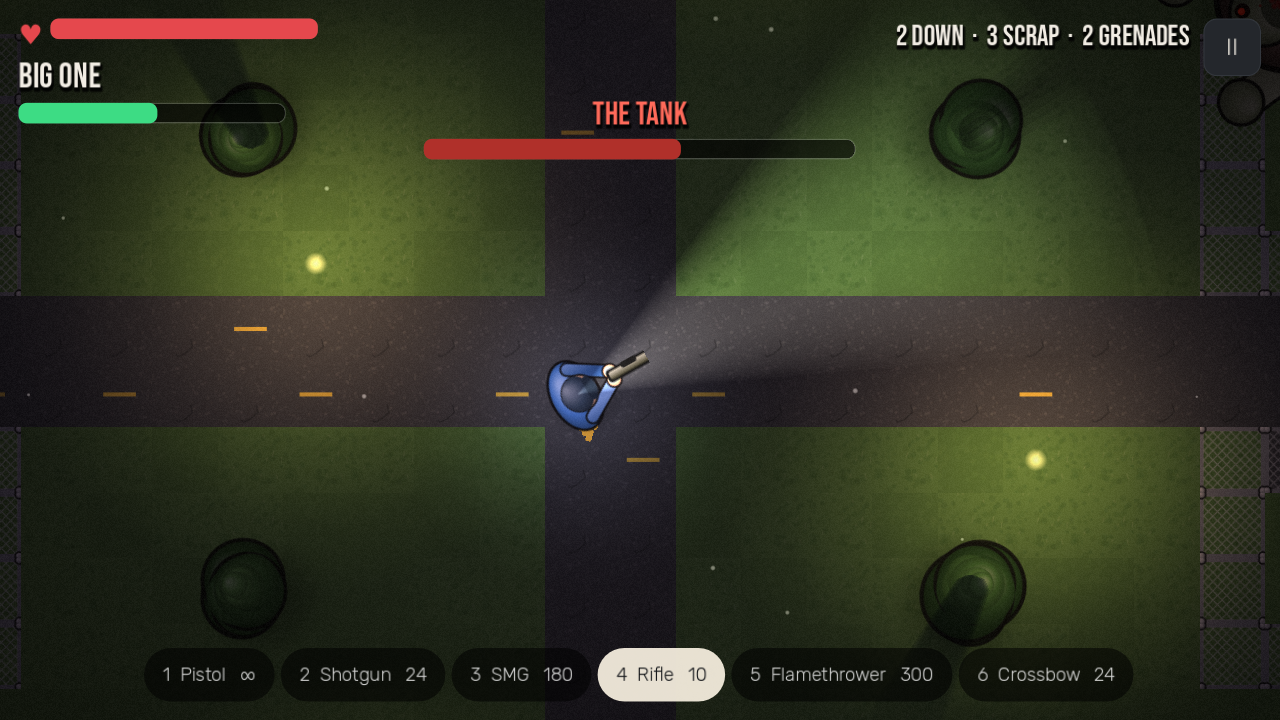 BIG ONE
2 DOWN · 3 SCRAP · 2 GRENADES
THE TANK
1 Pistol ∞
2 Shotgun 24
3 SMG 180
4 Rifle 10
5 Flamethrower 300
6 Crossbow 24